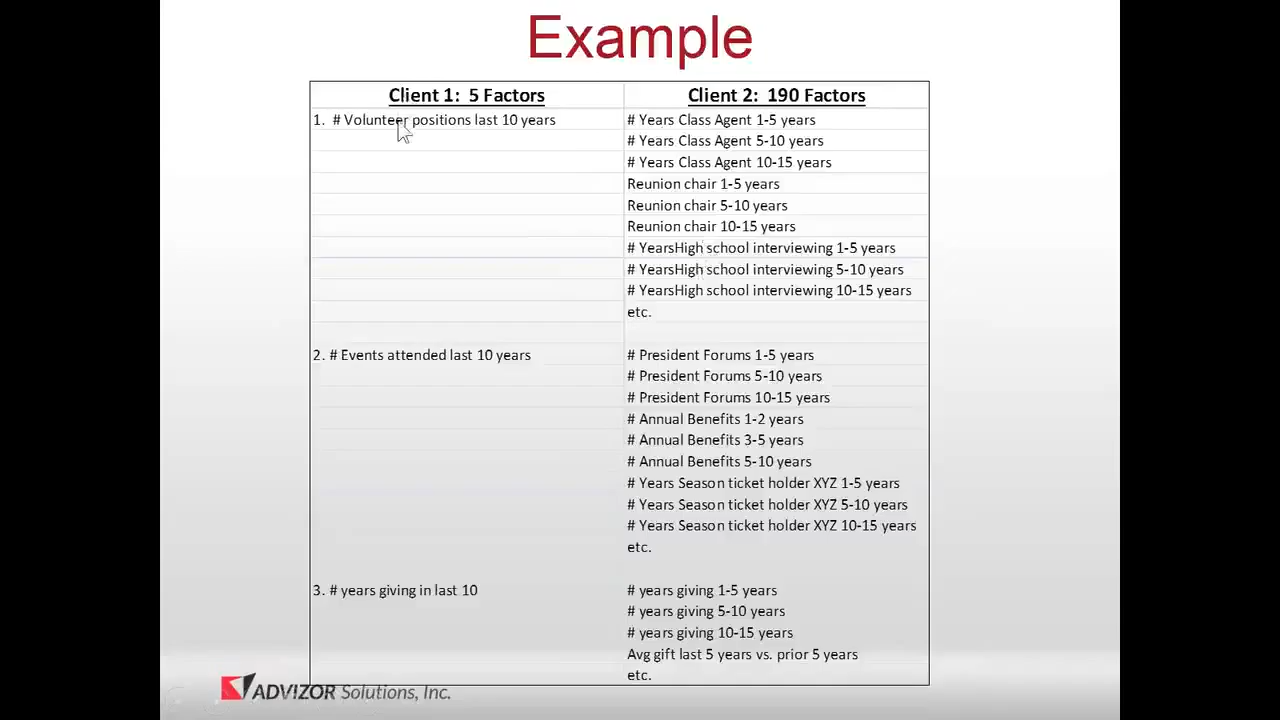 Example
Client 1: 5 Factors
Client 2: 190 Factors
1. # Volunteer positions last 10 years
# Years Class Agent 1-5 years
# Years Class Agent 5-10 years
# Years Class Agent 10-15 years
Reunion chair 1-5 years
Reunion chair 5-10 years
Reunion chair 10-15 years
# YearsHigh school interviewing 1-5 years
# YearsHigh school interviewing 5-10 years
# YearsHigh school interviewing 10-15 years
etc.
2. # Events attended last 10 years
# President Forums 1-5 years
# President Forums 5-10 years
# President Forums 10-15 years
# Annual Benefits 1-2 years
# Annual Benefits 3-5 years
# Annual Benefits 5-10 years
# Years Season ticket holder XYZ 1-5 years
# Years Season ticket holder XYZ 5-10 years
# Years Season ticket holder XYZ 10-15 years
etc.
3. # years giving in last 10
# years giving 1-5 years
# years giving 5-10 years
# years giving 10-15 years
Avg gift last 5 years vs. prior 5 years
etc.
ADVIZOR Solutions, Inc.